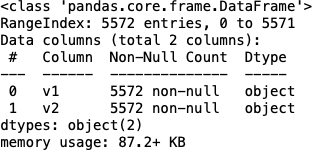 <class 'pandas.core.frame.DataFrame'>
RangeIndex: 5572 entries, 0 to 5571
Data columns (total 2 columns):
 #   Column  Non-Null Count  Dtype
---  ------  --------------  -----
 0   v1      5572 non-null   object
 1   v2      5572 non-null   object
dtypes: object(2)
memory usage: 87.2+ KB